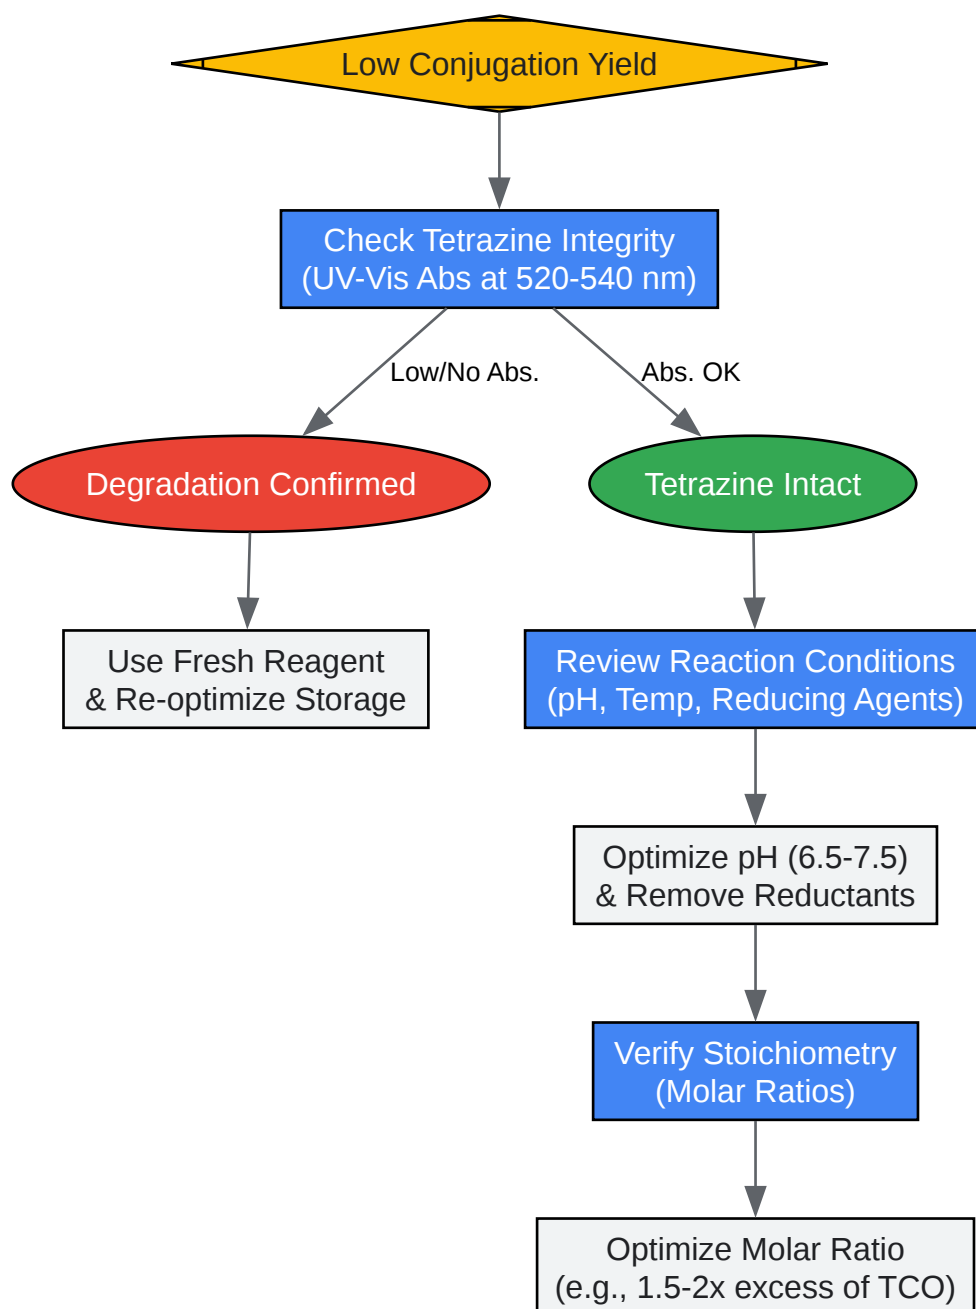 Low Conjugation Yield
Check Tetrazine Integrity
(UV-Vis Abs at 520-540 nm)
Low/No Abs.
Abs. OK
Degradation Confirmed
Tetrazine Intact
Use Fresh Reagent
& Re-optimize Storage
Review Reaction Conditions
(pH, Temp, Reducing Agents)
Optimize pH (6.5-7.5)
& Remove Reductants
Verify Stoichiometry
(Molar Ratios)
Optimize Molar Ratio
(e.g., 1.5-2x excess of TCO)